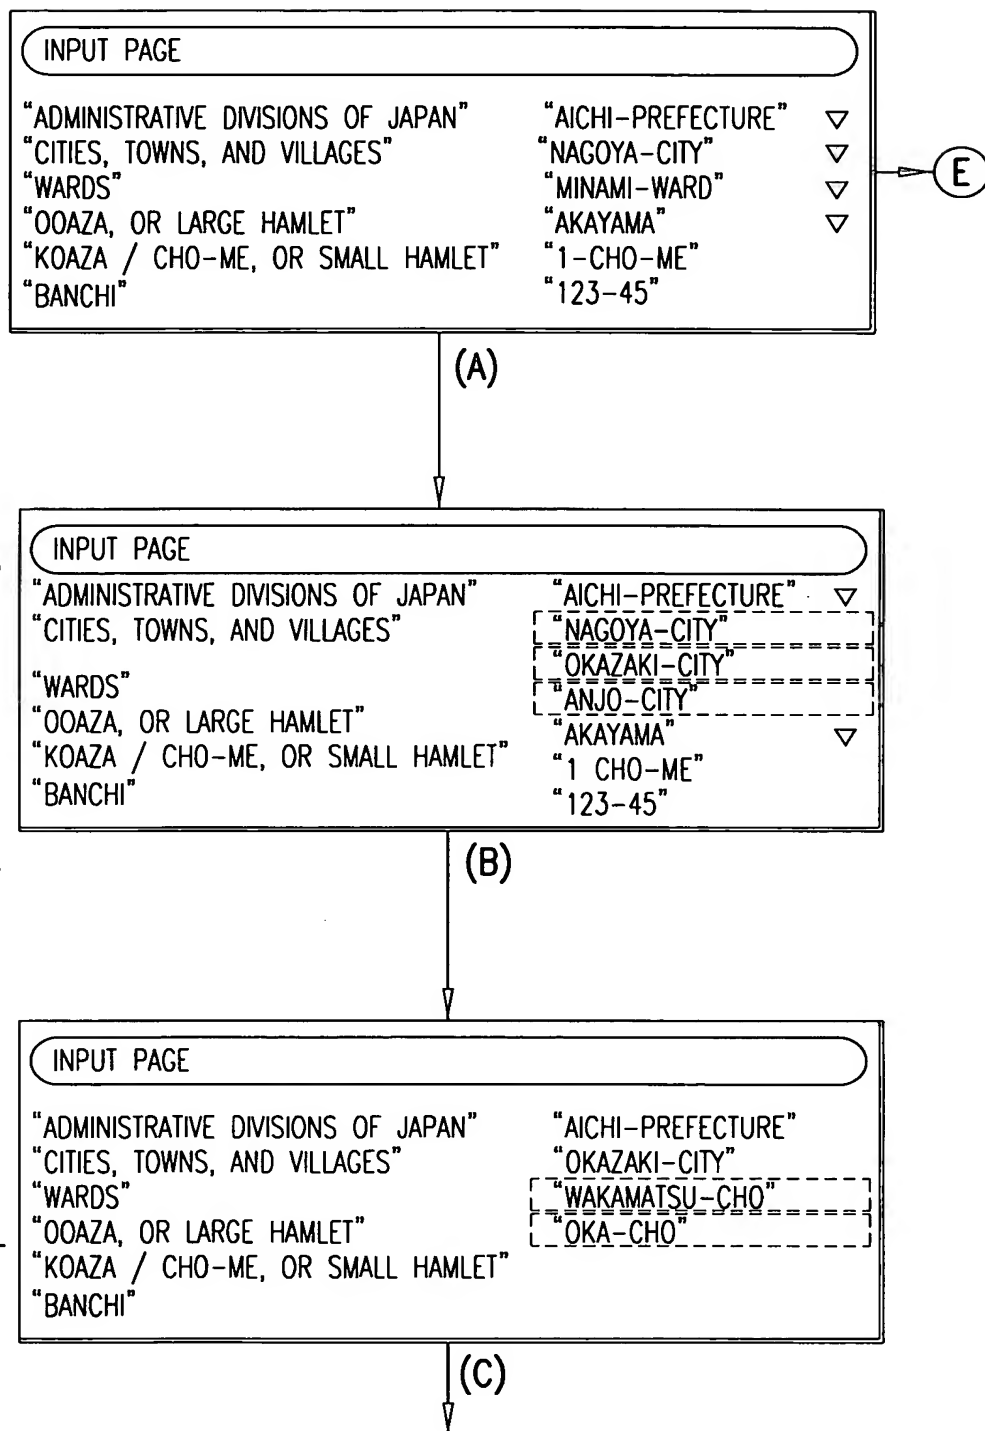 INPUT PAGE
"ADMINISTRATIVE DIVISIONS OF JAPAN" "AICHI-PREFECTURE" ▽
"CITIES, TOWNS, AND VILLAGES" "NAGOYA-CITY" ▽
"WARDS" "MINAMI-WARD" ▽
"OOAZA, OR LARGE HAMLET" "AKAYAMA" ▽
"KOAZA / CHO-ME, OR SMALL HAMLET" "1-CHO-ME"
"BANCHI" "123-45"
E
(A)
INPUT PAGE
"ADMINISTRATIVE DIVISIONS OF JAPAN" "AICHI-PREFECTURE" ▽
"CITIES, TOWNS, AND VILLAGES" "NAGOYA-CITY"
"OKAZAKI-CITY"
"WARDS" "ANJO-CITY"
"OOAZA, OR LARGE HAMLET" "AKAYAMA" ▽
"KOAZA / CHO-ME, OR SMALL HAMLET" "1 CHO-ME"
"BANCHI" "123-45"
(B)
INPUT PAGE
"ADMINISTRATIVE DIVISIONS OF JAPAN" "AICHI-PREFECTURE"
"CITIES, TOWNS, AND VILLAGES" "OKAZAKI-CITY"
"WARDS" "WAKAMATSU-CHO"
"OOAZA, OR LARGE HAMLET" "OKA-CHO"
"KOAZA / CHO-ME, OR SMALL HAMLET"
"BANCHI"
(C)